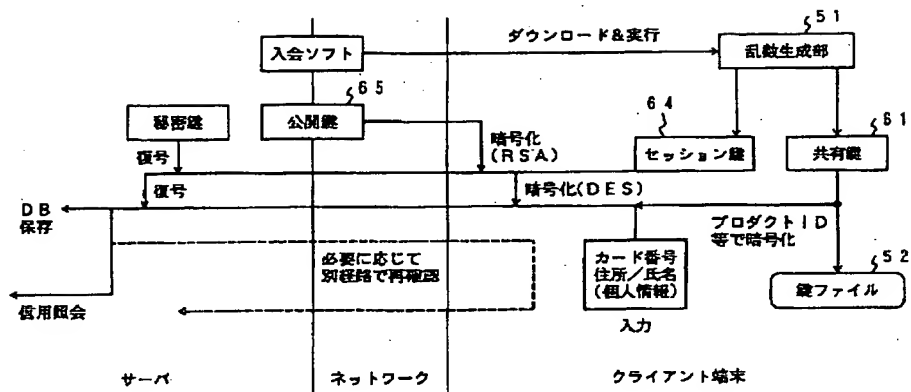 51
入会ソフト
ダウンロード&実行
乱数生成部
65
秘密鍵
公開鍵
64
61
暗号化
(RSA)
セッション鍵
共有鍵
復号
復号
暗号化(DES)
DB
保存
プロダクトID
等で暗号化
必要に応じて
別経路で再確認
カード番号
住所/氏名
(個人情報)
52
鍵ファイル
信用照会
入力
サーバ
ネットワーク
クライアント端末